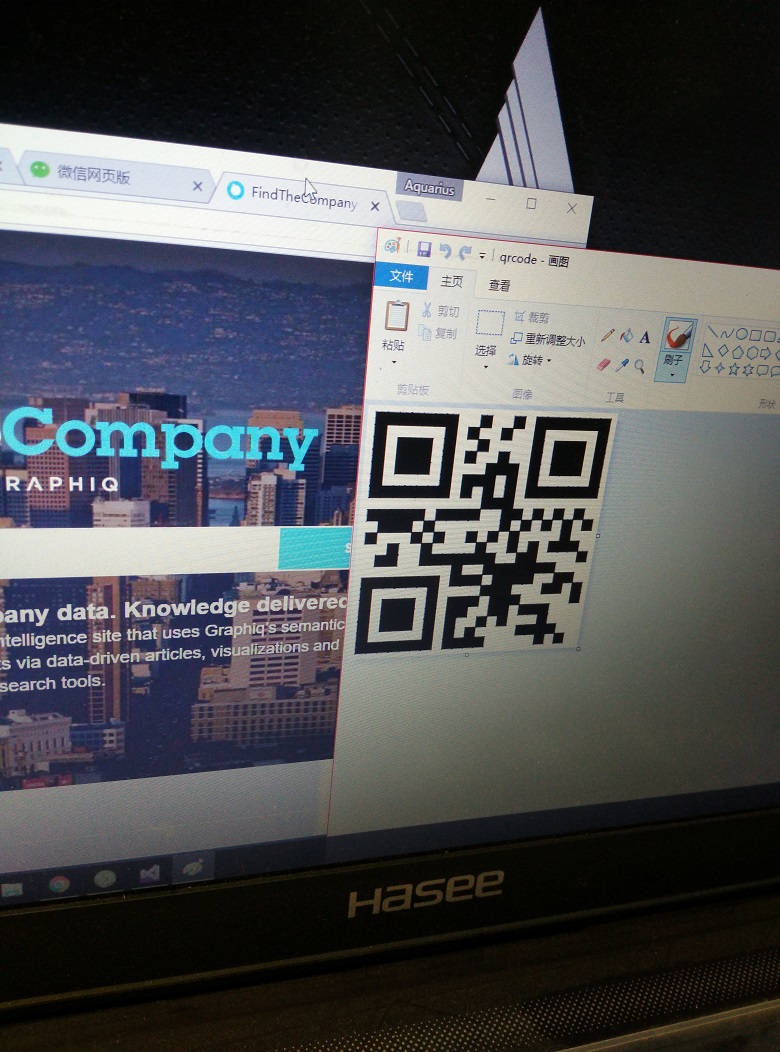 微信网页版
FindTheCompany
Aquarius
qrcode - 画图
文件 主页 查看
剪切
复制
粘贴
剪贴板
裁剪
重新调整大小
旋转
选择
图像
A
工具
刷子
形状
Company
RAPHIQ
S
pany data. Knowledge delivered
ntelligence site that uses Graphiq's semantic
s via data-driven articles, visualizations and
search tools.
Hasee